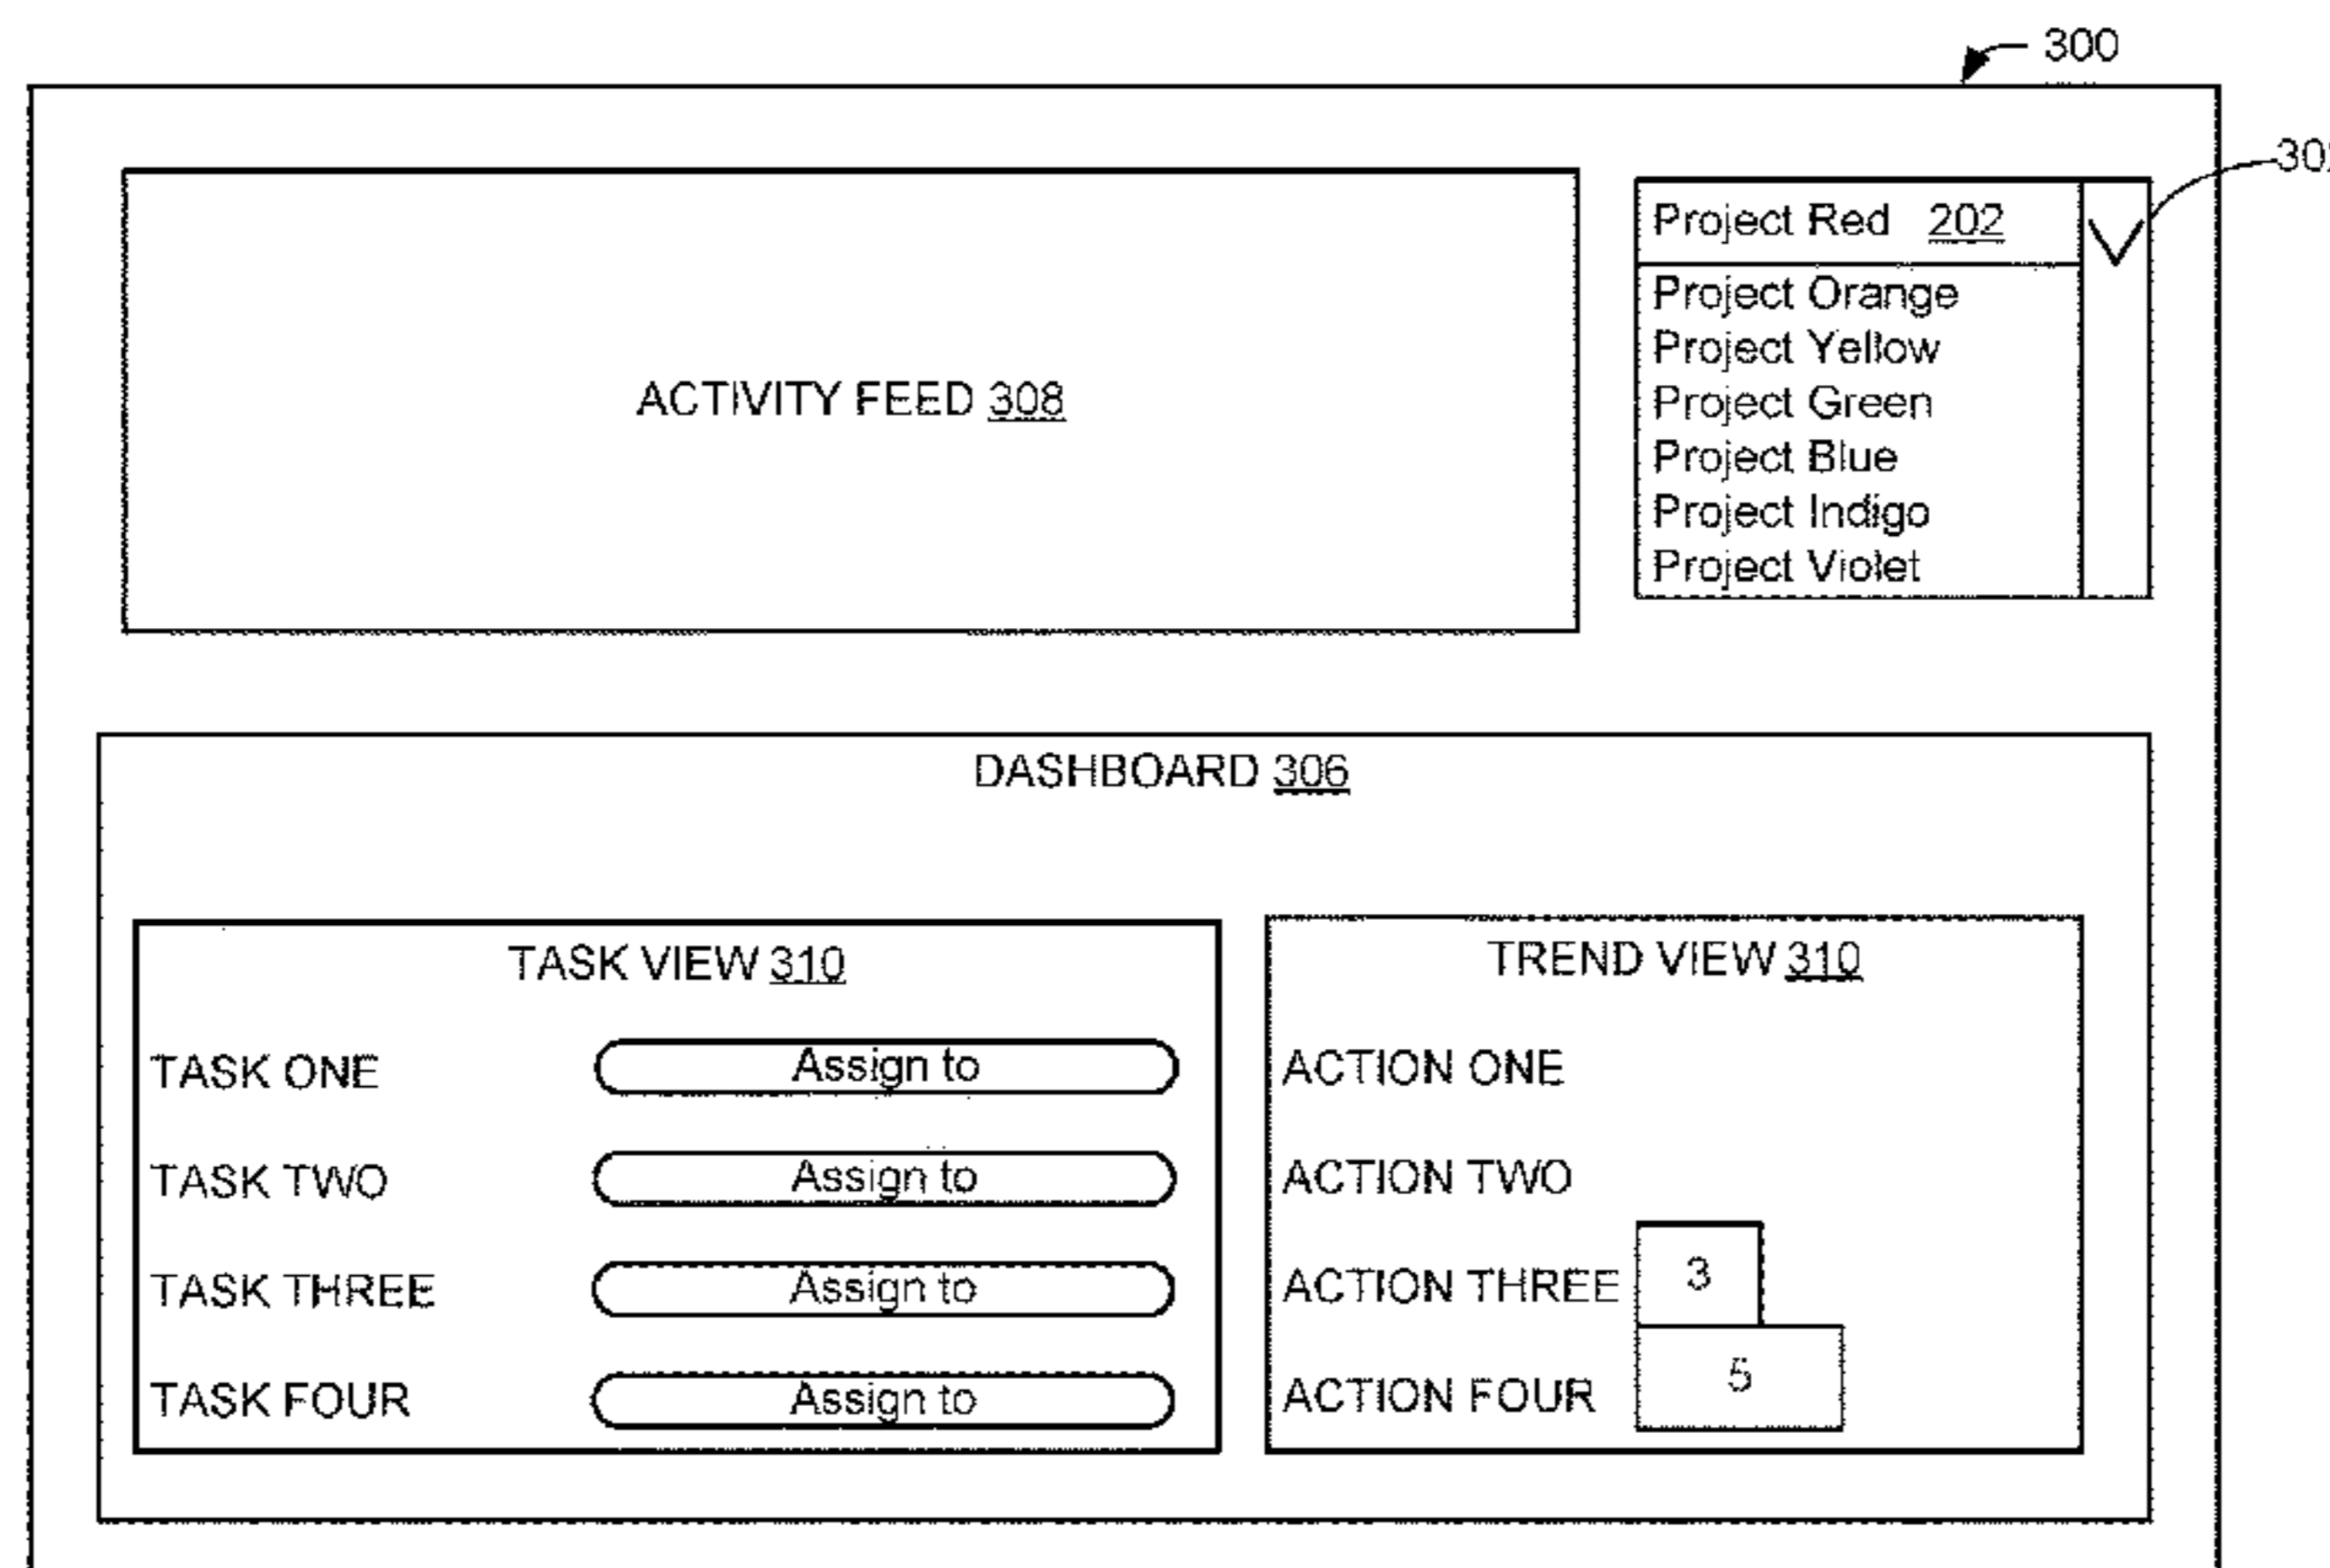 300
Project Red 202
Project Orange
Project Yellow
Project Green
Project Blue
Project Indigo
Project Violet
ACTIVITY FEED 308
DASHBOARD 306
TASK VIEW 310
TASK ONE Assign to
TASK TWO Assign to
TASK THREE Assign to
TASK FOUR Assign to
TREND VIEW 310
ACTION ONE
ACTION TWO
ACTION THREE 3
ACTION FOUR 5